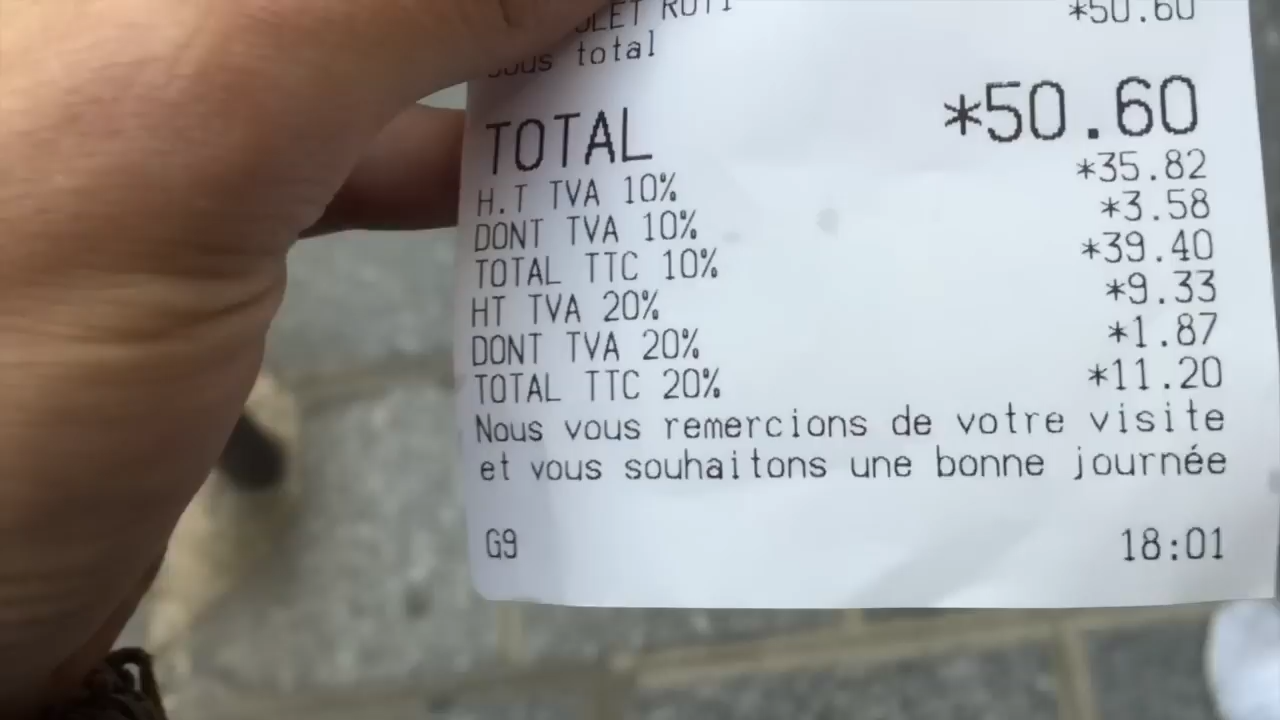 RÔTI *50.60
Sous total
TOTAL *50.60
H.T TVA 10% *35.82
DONT TVA 10% *3.58
TOTAL TTC 10% *39.40
HT TVA 20% *9.33
DONT TVA 20% *1.87
TOTAL TTC 20% *11.20
Nous vous remercions de votre visite
et vous souhaitons une bonne journée
G9 18:01